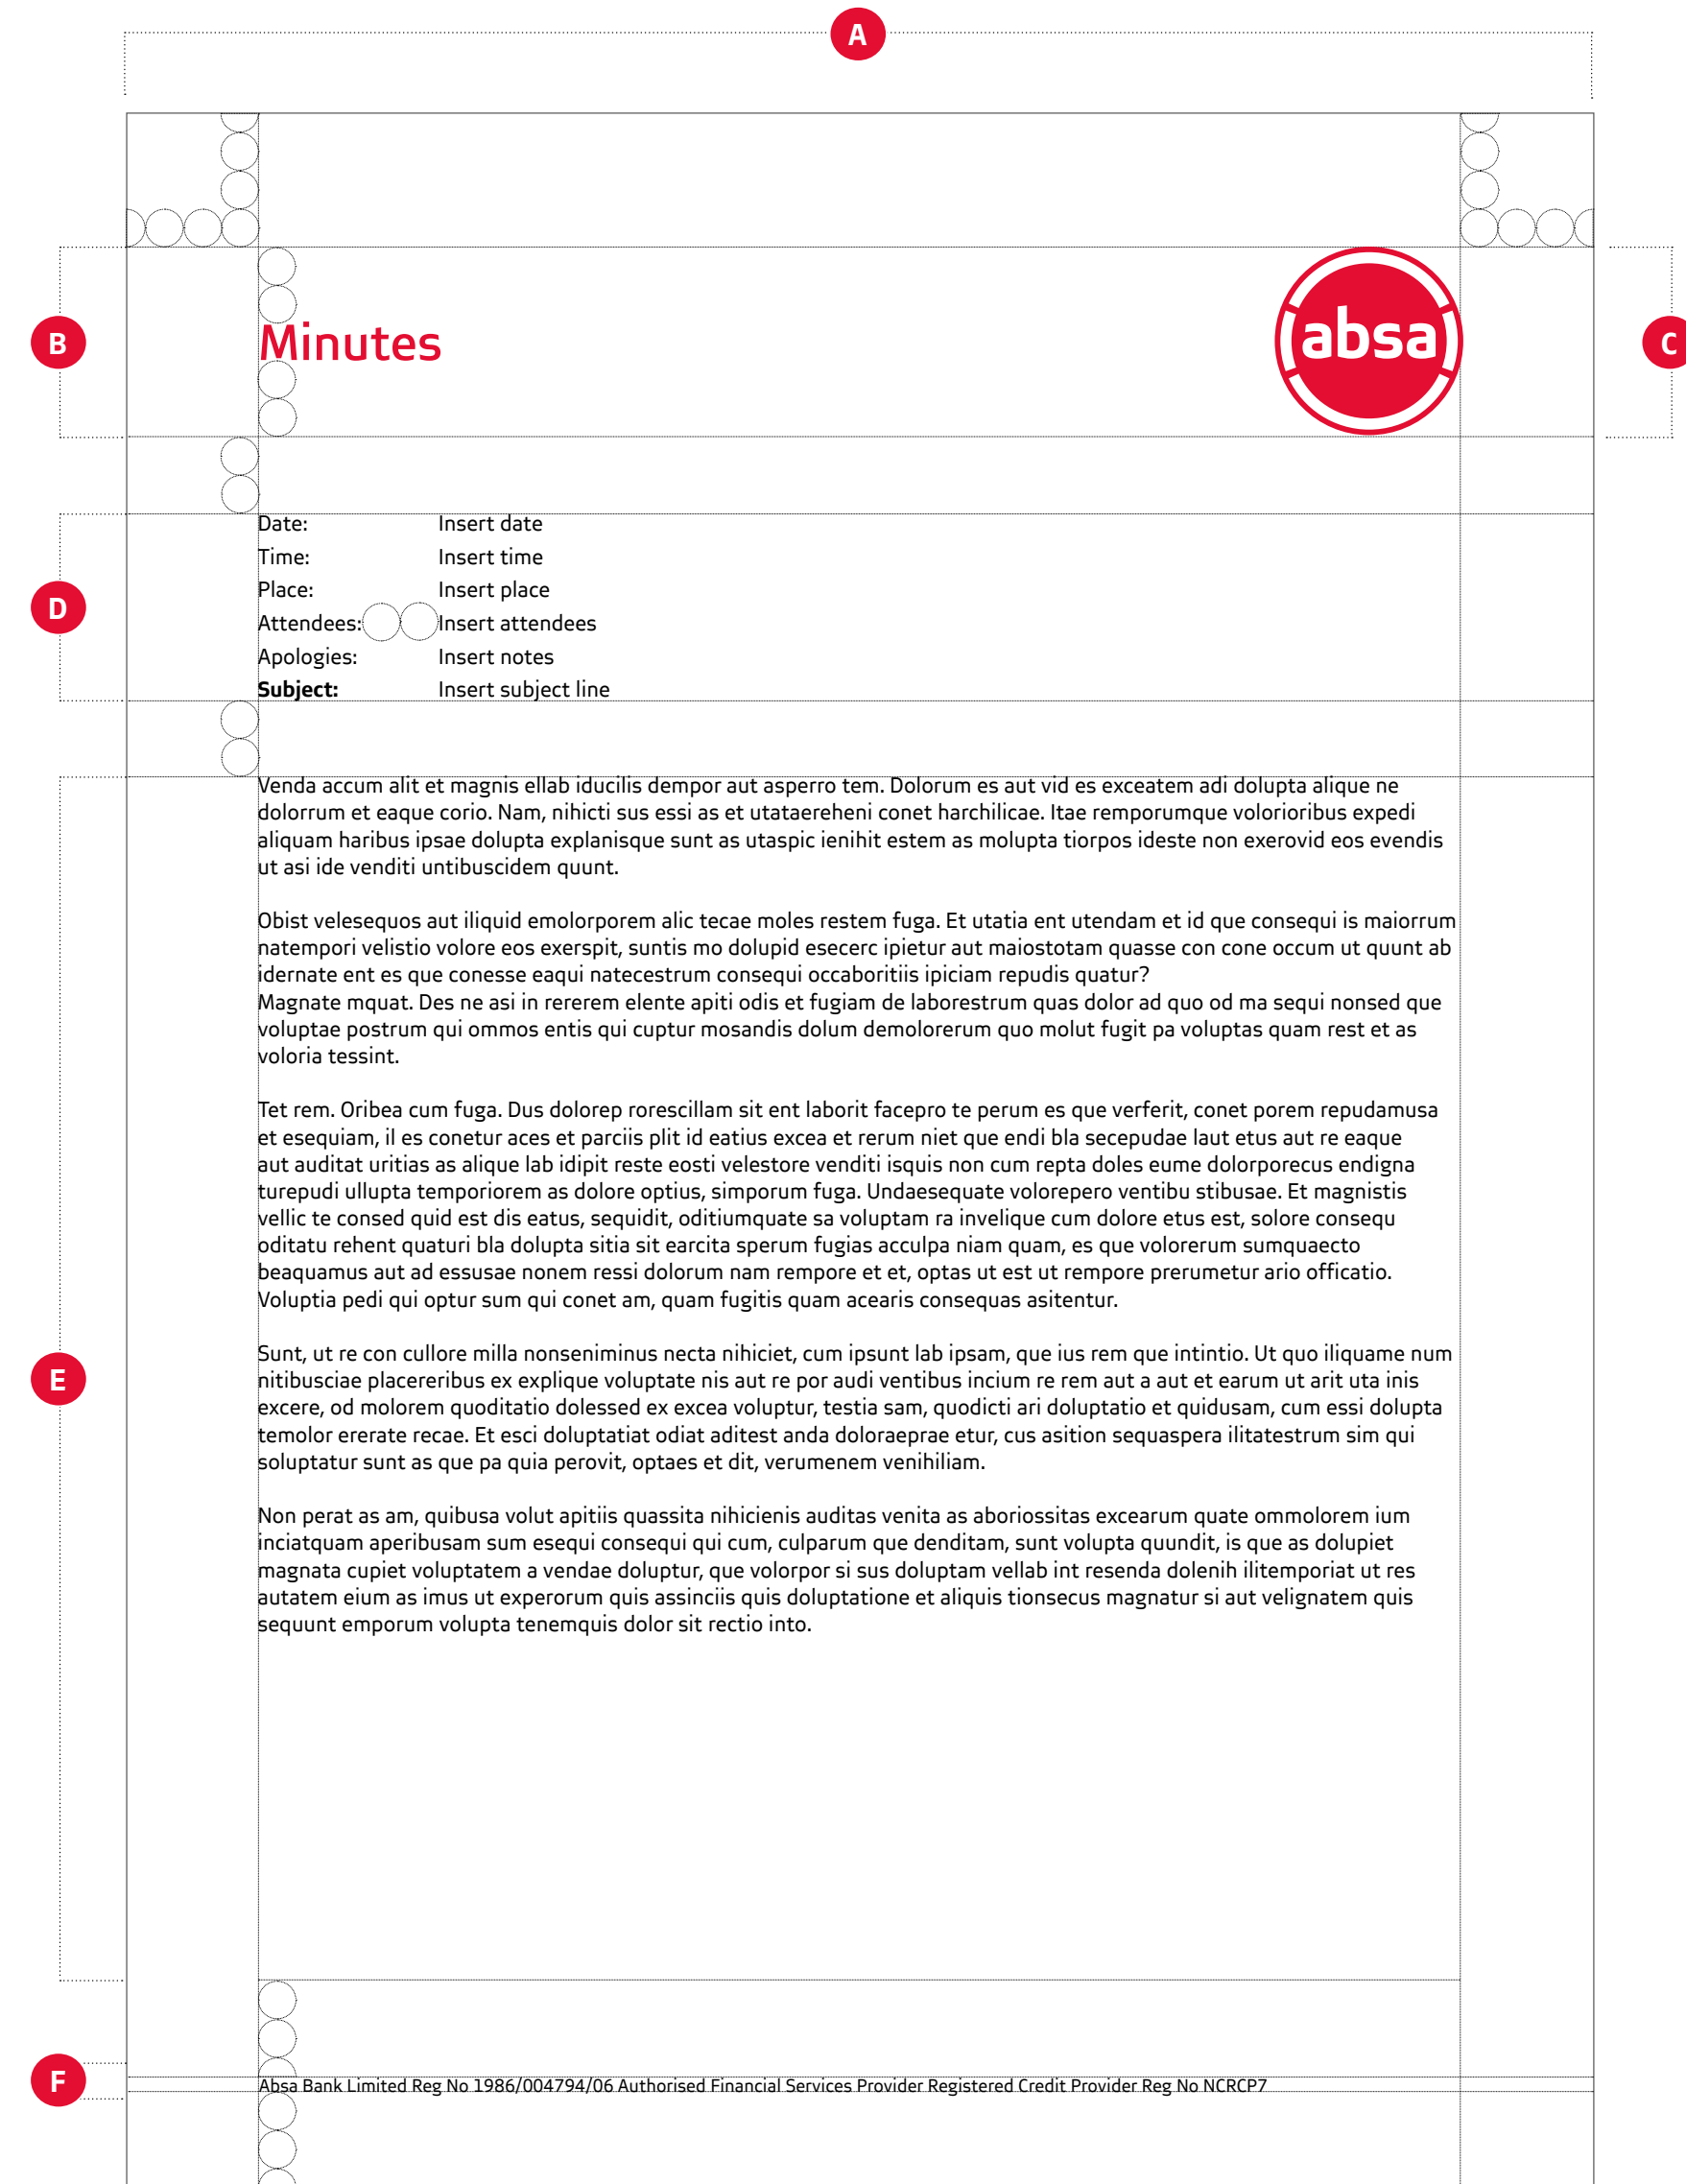 A
B
Minutes
absa
C
Date: Insert date
Time: Insert time
Place: Insert place
D
Attendees: Insert attendees
Apologies: Insert notes
Subject: Insert subject line
Venda accum alit et magnis ellab iducilis dempor aut asperro tem. Dolorum es aut vid es exceatem adi dolupta alique ne
dolorrum et eaque corio. Nam, nihicti sus essi as et utataereheni conet harchilicae. Itae remporumque volorioribus expedi
aliquam haribus ipsae dolupta explanisque sunt as utaspic ienihit estem as molupta tiorpos ideste non exerovid eos evendis
ut asi ide venditi untibuscidem quunt.
Obist velesequos aut iliquid emolorporem alic tecae moles restem fuga. Et utatia ent utendam et id que consequi is maiorrum
natempori velistio volore eos exerspit, suntis mo dolupid esecerc ipietur aut maiostotam quasse con cone occum ut quunt ab
idernate ent es que conesse eaqui natecestrum consequi occaboritiis ipiciam repudis quatur?
Magnate mquat. Des ne asi in rererem elente apiti odis et fugiam de laborestrum quas dolor ad quo od ma sequi nonsed que
voluptae postrum qui ommos entis qui cuptur mosandis dolum demolorerum quo molut fugit pa voluptas quam rest et as
voloria tessint.
Tet rem. Oribea cum fuga. Dus dolorep rorescillam sit ent laborit facepro te perum es que verferit, conet porem repudamusa
et esequiam, il es conetur aces et parciis plit id eatius excea et rerum niet que endi bla secepudae laut etus aut re eaque
aut auditat uritias as alique lab idipit reste eosti velestore venditi isquis non cum repta doles eume dolorporecus endigna
turepudi ullupta temporiorem as dolore optius, simporum fuga. Undaesequate volorepero ventibu stibusae. Et magnistis
vellic te consed quid est dis eatus, sequidit, oditiumquate sa voluptam ra invelique cum dolore etus est, solore consequ
oditatu rehent quaturi bla dolupta sitia sit earcita sperum fugias acculpa niam quam, es que volorerum sumquaecto
beaquamus aut ad essusae nonem ressi dolorum nam rempore et et, optas ut est ut rempore prerumetur ario officatio.
Voluptia pedi qui optur sum qui conet am, quam fugitis quam acearis consequas asitentur.
Sunt, ut re con cullore milla nonseniminus necta nihiciet, cum ipsunt lab ipsam, que ius rem que intintio. Ut quo iliquame num
E
nitibusciae placereribus ex explique voluptate nis aut re por audi ventibus incium re rem aut a aut et earum ut arit uta inis
excere, od molorem quoditatio dolessed ex excea voluptur, testia sam, quodicti ari doluptatio et quidusam, cum essi dolupta
temolor ererate recae. Et esci doluptatiat odiat aditest anda doloraeprae etur, cus asition sequaspera ilitatestrum sim qui
soluptatur sunt as que pa quia perovit, optaes et dit, verumenem venihiliam.
Non perat as am, quibusa volut apitiis quassita nihicienis auditas venita as aboriossitas excearum quate ommolorem ium
inciatquam aperibusam sum esequi consequi qui cum, culparum que denditam, sunt volupta quundit, is que as dolupiet
magnata cupiet voluptatem a vendae doluptur, que volorpor si sus doluptam vellab int resenda dolenih ilitemporiat ut res
autatem eium as imus ut experorum quis assinciis quis doluptatione et aliquis tionsecus magnatur si aut velignatem quis
sequunt emporum volupta tenemquis dolor sit rectio into.
F
Absa Bank Limited Reg No 1986/004794/06 Authorised Financial Services Provider Registered Credit Provider Reg No NCRCP7